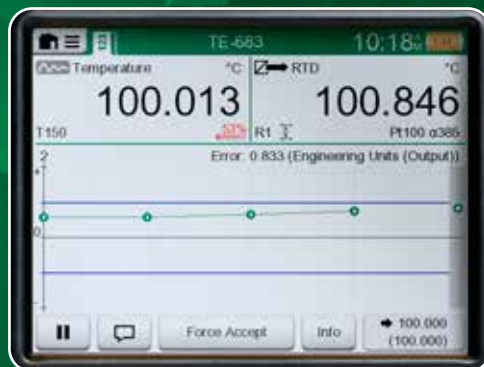 TE-683 10:18
Temperature °C
100.013
T150
RTD °C
100.846
R1 Pt100 α385
2 Error: 0.833 (Engineering Units (Output))
0
Force Accept
Info
100.000
(100.000)